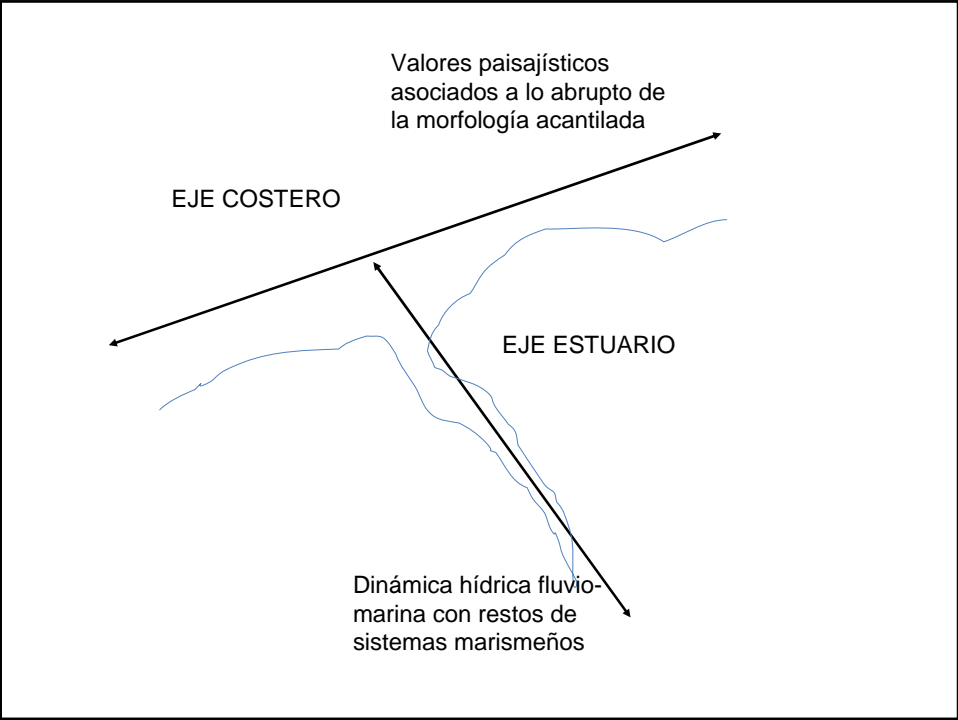 Valores paisajísticos
asociados a lo abrupto de
la morfología acantilada
EJE COSTERO
EJE ESTUARIO
Dinámica hídrica fluvio-
marina con restos de
sistemas marismeños